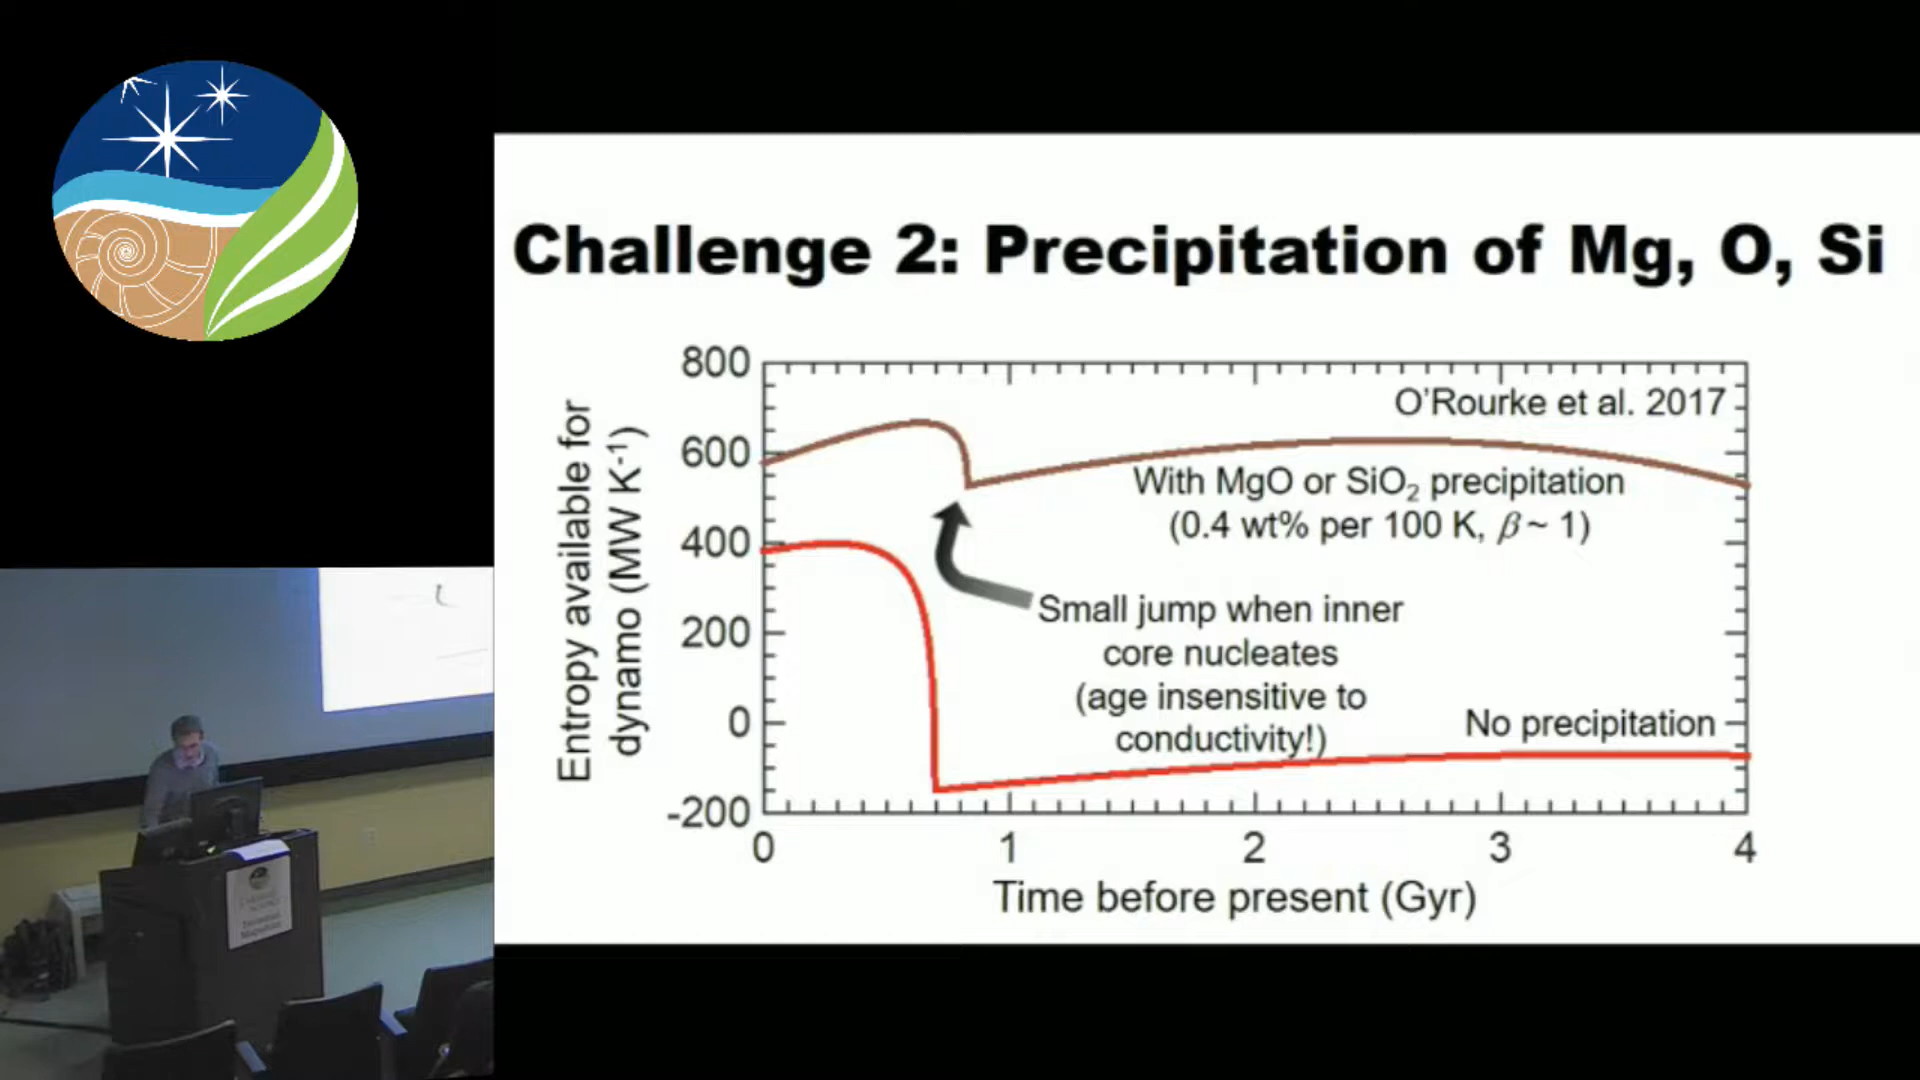 Challenge 2: Precipitation of Mg, O, Si
800
600
400
200
0
-200
Entropy available for
dynamo (MW K-1)
O'Rourke et al. 2017
With MgO or SiO2 precipitation
(0.4 wt% per 100 K, β ~ 1)
Small jump when inner
core nucleates
(age insensitive to
conductivity!)
No precipitation
0 1 2 3 4
Time before present (Gyr)